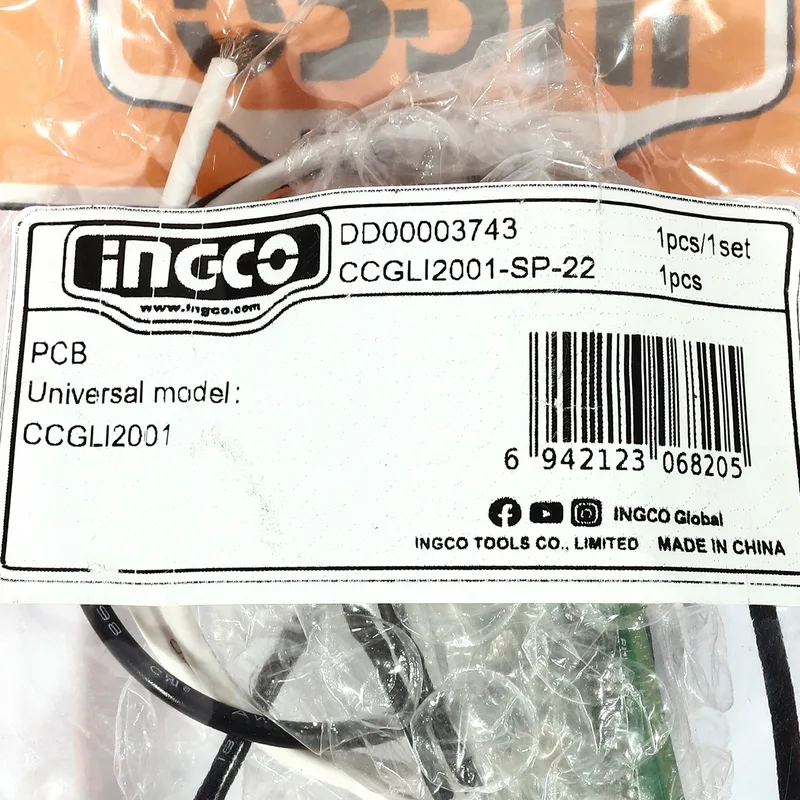 INGCO
www.ingco.com
DD00003743
1pcs/1set
CCGLI2001-SP-22
1pcs
PCB
Universal model:
CCGLI2001
6 942123 068205
INGCO Global
INGCO TOOLS CO., LIMITED MADE IN CHINA